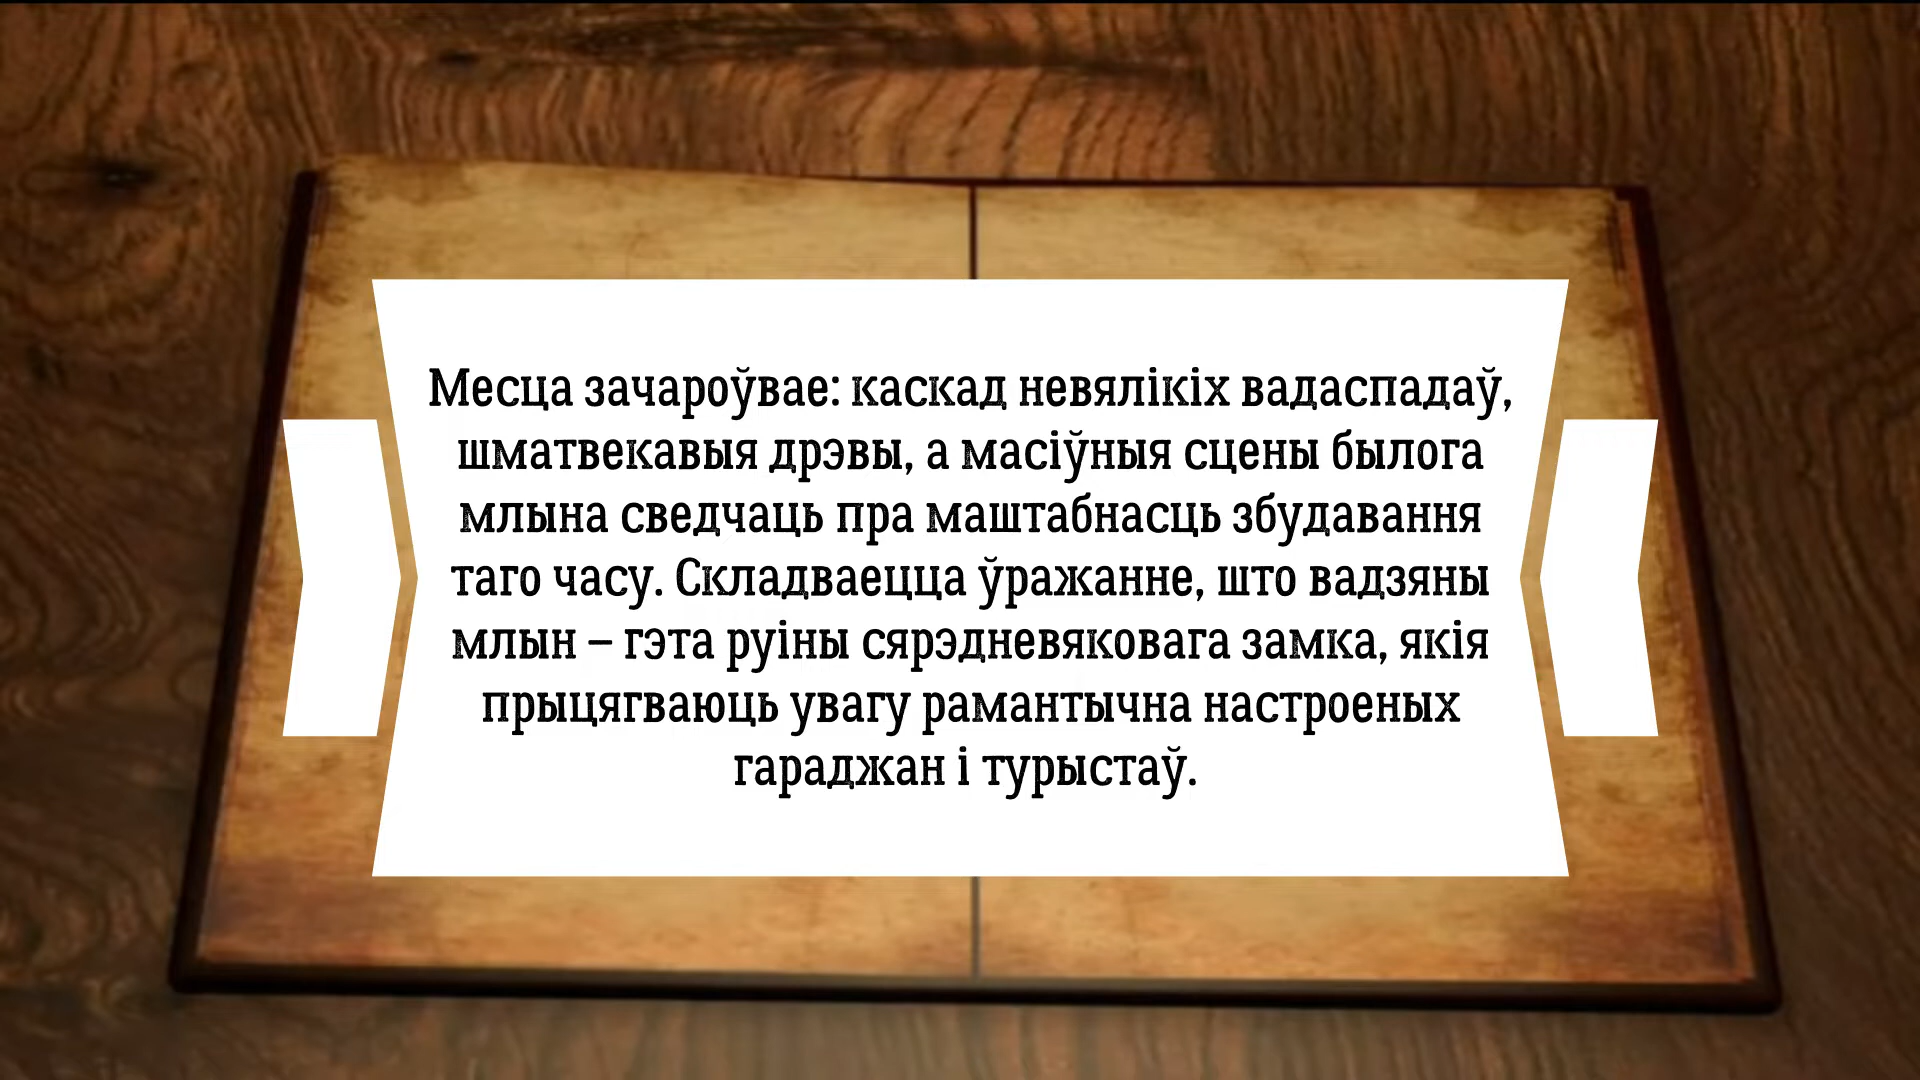 Месца зачароўвае: каскад невялікіх вадаспадаў,
шматвекавыя дрэвы, а масіўныя сцены былога
млына сведчаць пра маштабнасць збудавання
таго часу. Складваецца ўражанне, што вадзяны
млын – гэта руіны сярэдневяковага замка, якія
прыцягваюць увагу рамантычна настроеных
гараджан і турыстаў.